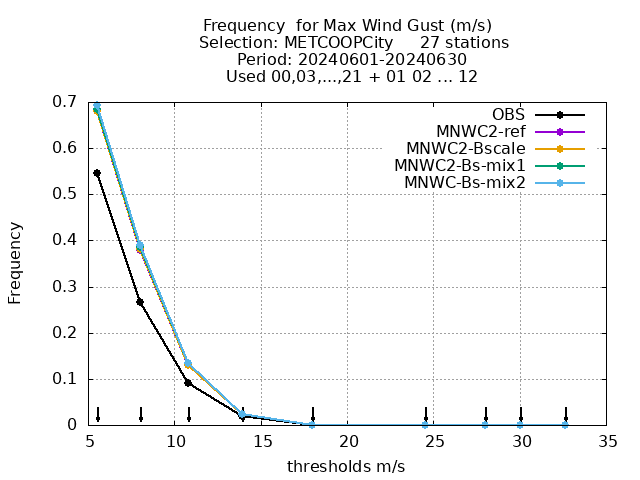 Frequency  for Max Wind Gust (m/s)
Selection: METCOOPCity     27 stations
Period: 20240601-20240630
Used 00,03,...,21 + 01 02 ... 12
OBS
MNWC2-ref
MNWC2-Bscale
MNWC2-Bs-mix1
MNWC-Bs-mix2
Frequency
0.7
0.6
0.5
0.4
0.3
0.2
0.1
0
5 10 15 20 25 30 35
thresholds m/s